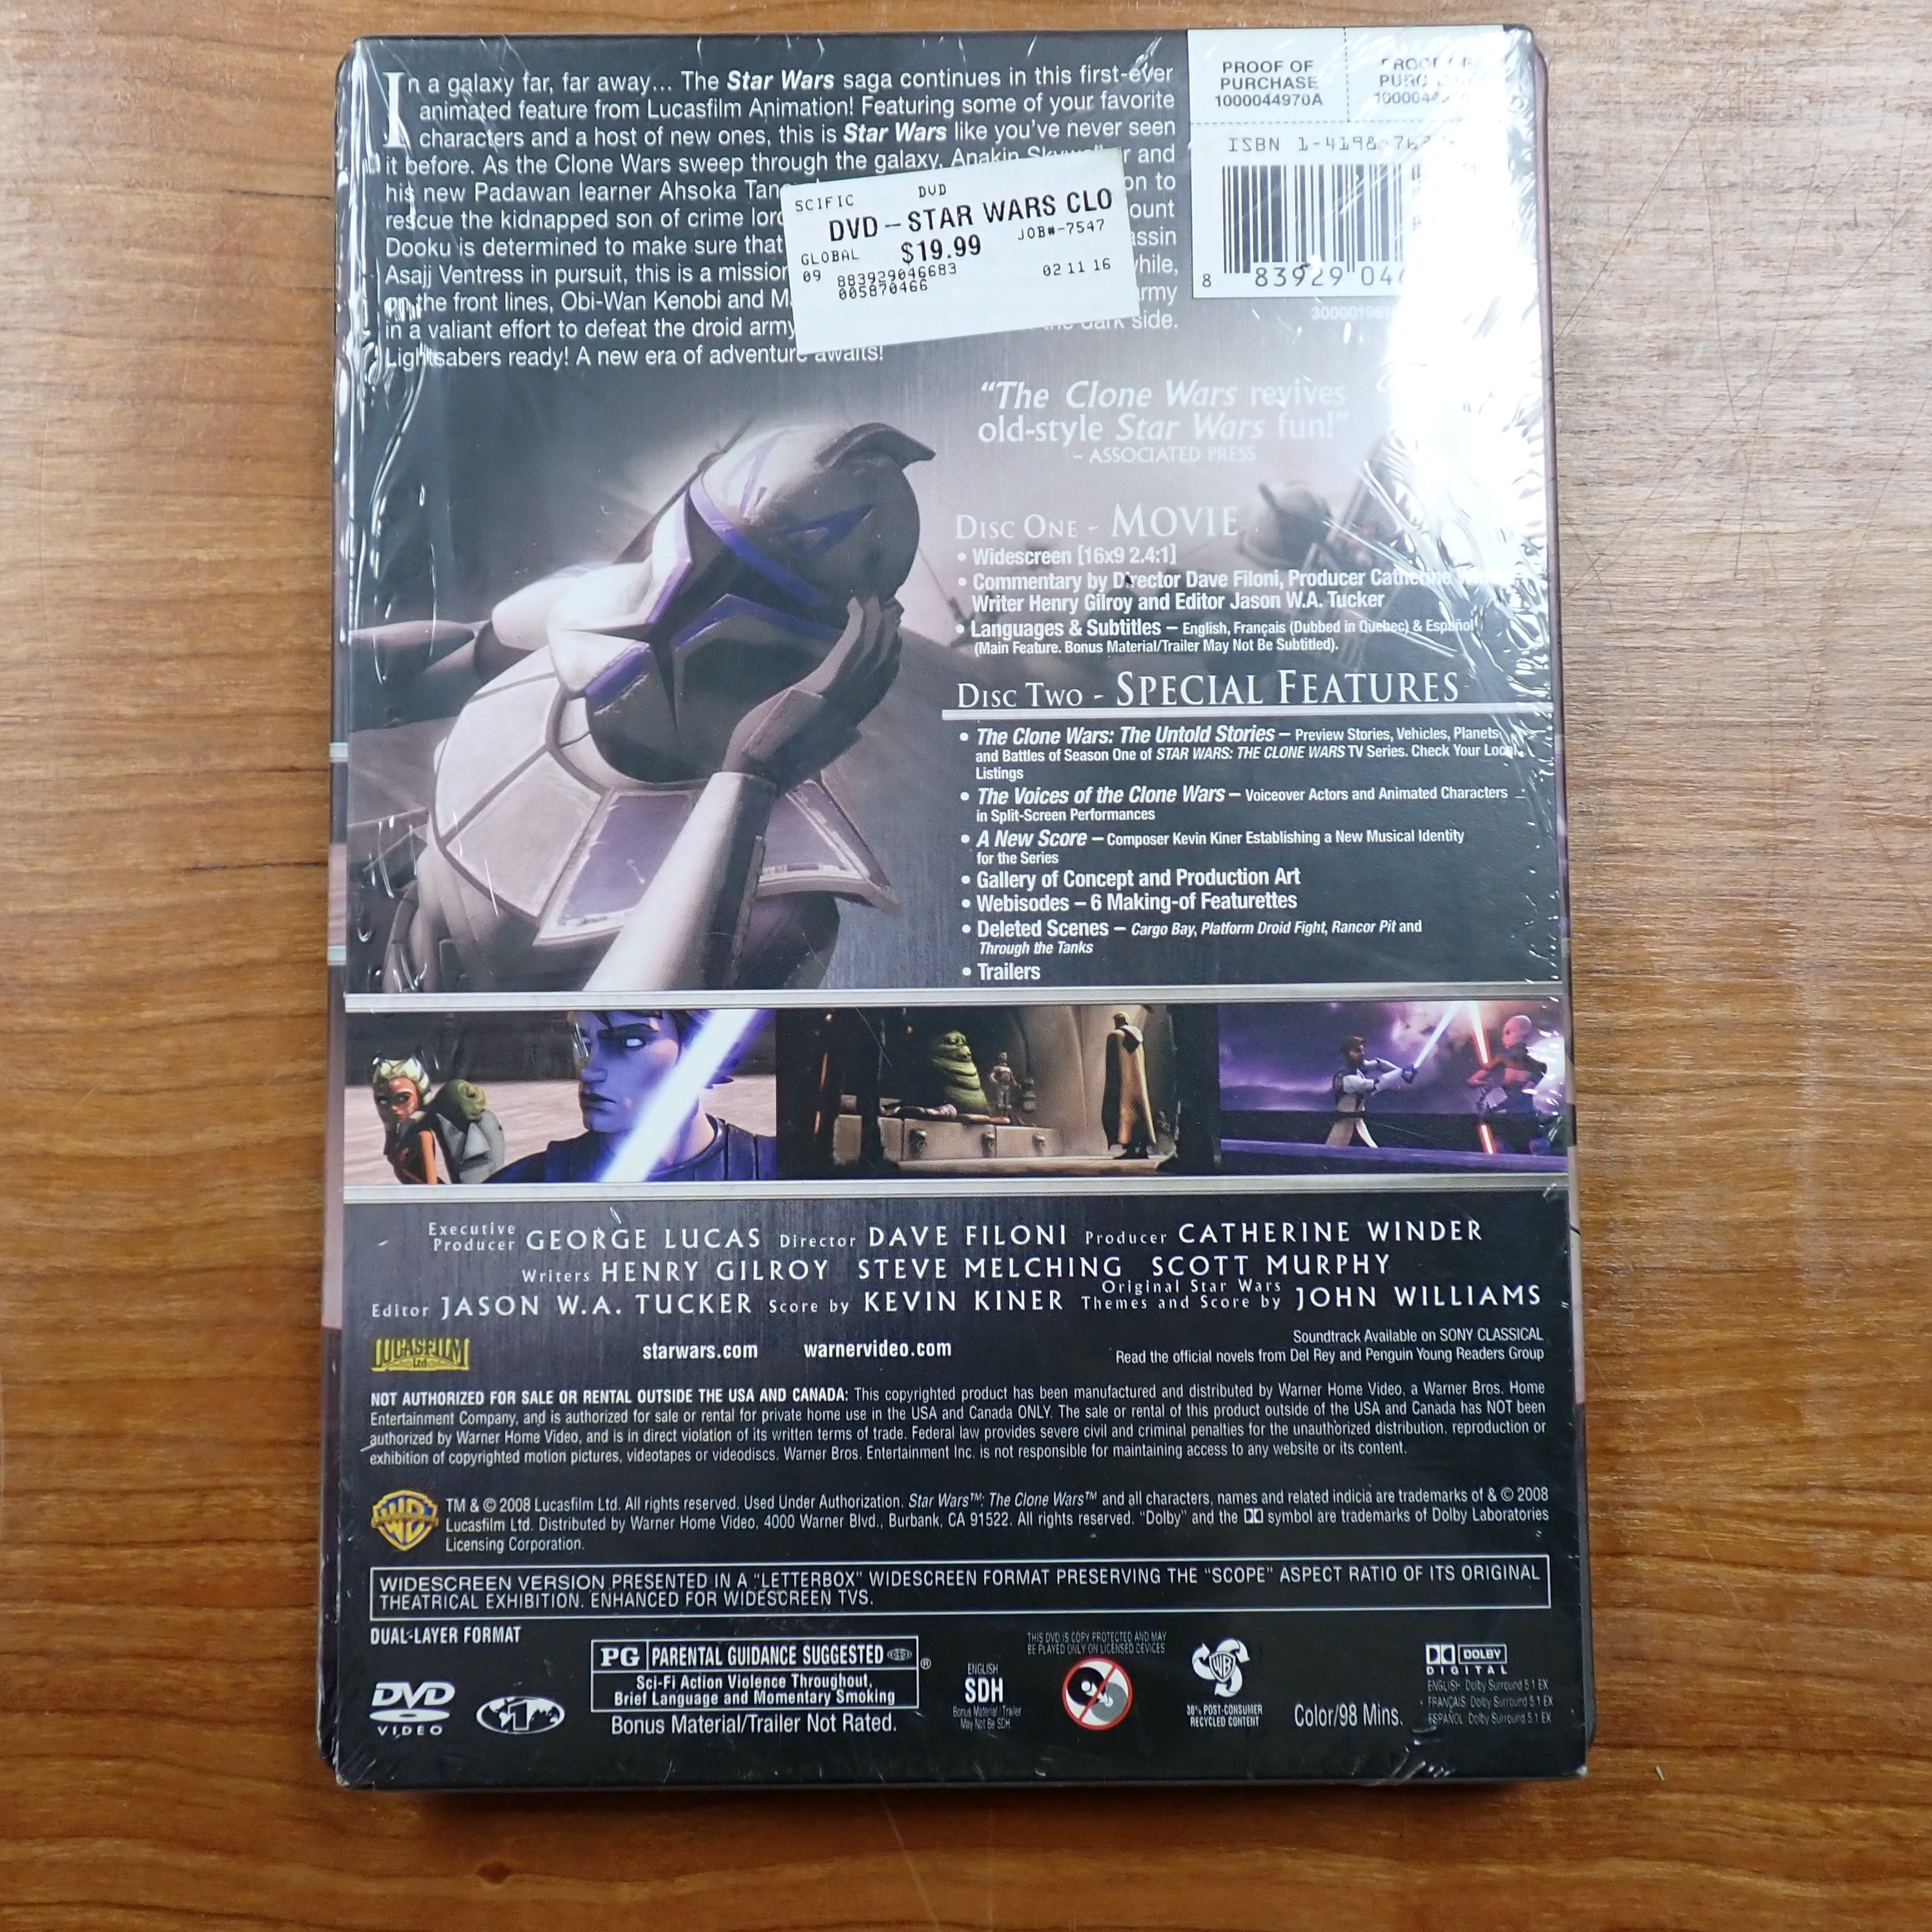 In a galaxy far, far away... The Star Wars saga continues in this first-ever
animated feature from Lucasfilm Animation! Featuring some of your favorite
characters and a host of new ones, this is Star Wars like you've never seen
it before. As the Clone Wars sweep through the galaxy, Anakin and
his new Padawan learner Ahsoka to
rescue the kidnapped son of crime
Dooku is determined to make sure that
Asajj Ventress in pursuit, this is a
on the front lines, Obi-Wan Kenobi and
in a valiant effort to defeat the droid army dark side.
Lightsabers ready! A new era of adventure awaits!
SCIFIC DVD
DVD-STAR WARS CLO
GLOBAL $19.99 JOB#-7547
09 883929046683 02 11 16
005870466
PROOF OF
PURCHASE
1000044970A
PROOF
ISBN
8 83929
"The Clone Wars revives
old-style Star Wars fun!"
- ASSOCIATED PRESS
DISC ONE - MOVIE
• Widescreen [16x9 2.4:1]
• Commentary by Director Dave Filoni, Producer Catherine
Writer Henry Gilroy and Editor Jason W.A. Tucker
• Languages & Subtitles – English, Français (Dubbed in Quebec) & Español
(Main Feature. Bonus Material/Trailer May Not Be Subtitled).
DISC TWO - SPECIAL FEATURES
• The Clone Wars: The Untold Stories – Preview Stories, Vehicles, Planets
and Battles of Season One of STAR WARS: THE CLONE WARS TV Series. Check Your Local
Listings
• The Voices of the Clone Wars – Voiceover Actors and Animated Characters
in Split-Screen Performances
• A New Score – Composer Kevin Kiner Establishing a New Musical Identity
for the Series
• Gallery of Concept and Production Art
• Webisodes – 6 Making-of Featurettes
• Deleted Scenes – Cargo Bay, Platform Droid Fight, Rancor Pit and
Through the Tanks
• Trailers
Executive Producer GEORGE LUCAS Director DAVE FILONI Producer CATHERINE WINDER
Writers HENRY GILROY STEVE MELCHING SCOTT MURPHY
Editor JASON W.A. TUCKER Score by KEVIN KINER Original Star Wars Themes and Score by JOHN WILLIAMS
LUCASFILM Ltd.
starwars.com warnervideo.com
Soundtrack Available on SONY CLASSICAL
Read the official novels from Del Rey and Penguin Young Readers Group
NOT AUTHORIZED FOR SALE OR RENTAL OUTSIDE THE USA AND CANADA: This copyrighted product has been manufactured and distributed by Warner Home Video, a Warner Bros. Home
Entertainment Company, and is authorized for sale or rental for private home use in the USA and Canada ONLY. The sale or rental of this product outside of the USA and Canada has NOT been
authorized by Warner Home Video, and is in direct violation of its written terms of trade. Federal law provides severe civil and criminal penalties for the unauthorized distribution, reproduction or
exhibition of copyrighted motion pictures, videotapes or videodiscs. Warner Bros. Entertainment Inc. is not responsible for maintaining access to any website or its content.
WB
TM & © 2008 Lucasfilm Ltd. All rights reserved. Used Under Authorization. Star Wars™: The Clone Wars™ and all characters, names and related indicia are trademarks of & © 2008
Lucasfilm Ltd. Distributed by Warner Home Video, 4000 Warner Blvd., Burbank, CA 91522. All rights reserved. "Dolby" and the symbol are trademarks of Dolby Laboratories
Licensing Corporation.
WIDESCREEN VERSION PRESENTED IN A "LETTERBOX" WIDESCREEN FORMAT PRESERVING THE "SCOPE" ASPECT RATIO OF ITS ORIGINAL
THEATRICAL EXHIBITION. ENHANCED FOR WIDESCREEN TVS.
DUAL-LAYER FORMAT
DVD
VIDEO
1
PG PARENTAL GUIDANCE SUGGESTED ®
Sci-Fi Action Violence Throughout,
Brief Language and Momentary Smoking
Bonus Material/Trailer Not Rated.
ENGLISH
SDH
Bonus Material/Trailer
May Not Be SDH
THIS DVD IS COPY PROTECTED AND MAY
BE PLAYED ONLY ON LICENSED DEVICES
WB
30% POST-CONSUMER
RECYCLED CONTENT
Color/98 Mins.
DOLBY
DIGITAL
ENGLISH Dolby Surround 5.1 EX
FRANÇAIS Dolby Surround 5.1 EX
ESPAÑOL Dolby Surround 5.1 EX